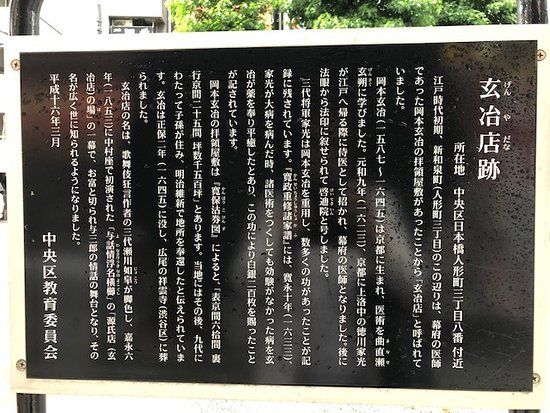 玄冶店跡
げんやだな
所在地 中央区日本橋人形町三丁目八番 付近
江戸時代初期、新和泉町(人形町三丁目)のこの辺りは、幕府の医師
であった岡本玄冶の拝領屋敷があったことから「玄冶店」と呼ばれて
いました。
岡本玄冶(一五八七~一六四五)は京都に生まれ、医術を曲直瀬
玄朔に学びました。元和九年(一六二三)、京都に上洛中の徳川家光
が江戸へ帰る際に侍医として招かれ、幕府の医師となりました。後に
法眼から法印に叙せられて啓迪院と号しました。
三代将軍家光は岡本玄冶を重用し、数多くの功があったことが記
録に残されています。『寛政重修諸家譜』には、寛永十年(一六三三)、
家光が大病を病んだ時、諸医術をつくしても効験がなかった病を玄
冶が薬を奉り平癒したとあり、この功により白銀二百枚を賜ったこと
が記されています。
岡本玄冶の拝領屋敷は『寛保沽券図』によると、「表京間六拾間 裏
行京間二十五間 坪数千五百坪」とあります。当地にはその後、九代に
わたって子孫が住み、明治維新で地所を奉還したと伝えられていま
す。玄冶は正保二年(一六四五)に没し、広尾の祥雲寺(渋谷区)に葬
られました。
玄冶店の名は、歌舞伎狂言作者の三代瀬川如皐が脚色し、嘉永六
年(一八五三)に中村座で初演された「与話情浮名横櫛」の「源氏店(玄
冶店)の場」の一幕で、お富と切られ与三郎の情話の舞台となり、その
名が広く世に知られるようになりました。
平成十六年三月
中央区教育委員会